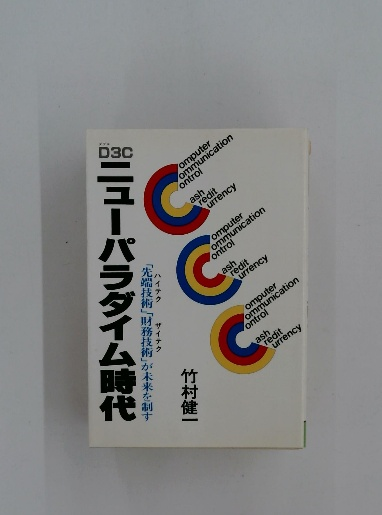 D3C
ニューパラダイム時代
ハイテク ザイテク
「先端技術」「財務技術」が未来を制す
竹村健一
omputer
ommunication
ontrol
ash
redit
urrency
omputer
ommunication
ontrol
ash
redit
urrency
omputer
ommunication
ontrol
ash
redit
urrency